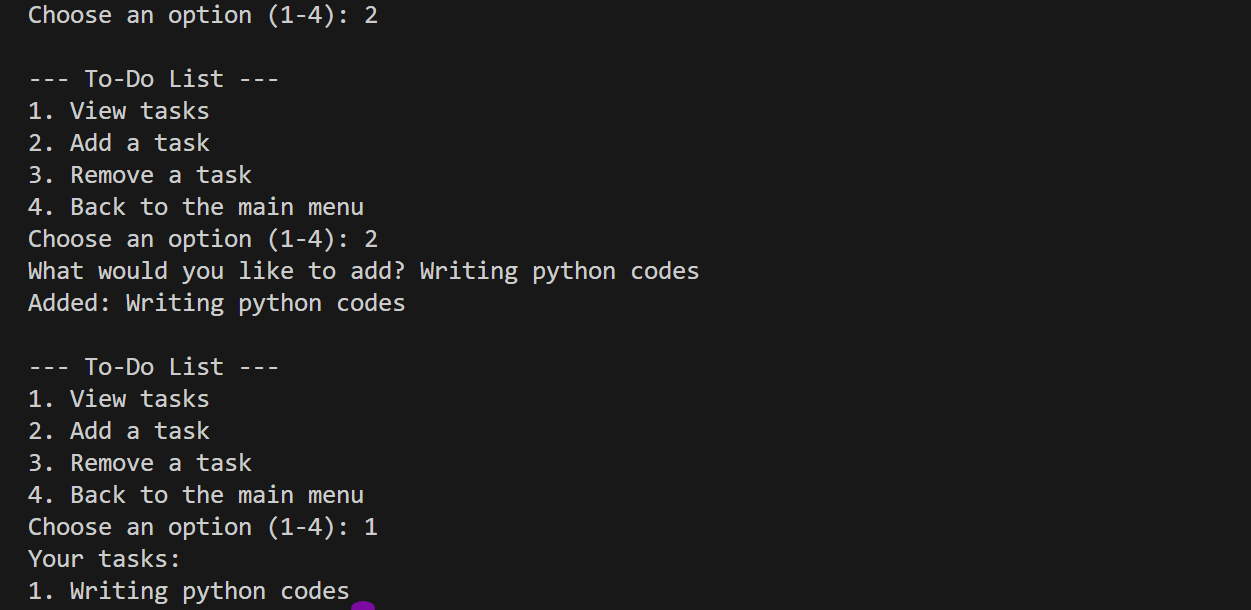 Choose an option (1-4): 2
--- To-Do List ---
1. View tasks
2. Add a task
3. Remove a task
4. Back to the main menu
Choose an option (1-4): 2
What would you like to add? Writing python codes
Added: Writing python codes
--- To-Do List ---
1. View tasks
2. Add a task
3. Remove a task
4. Back to the main menu
Choose an option (1-4): 1
Your tasks:
1. Writing python codes